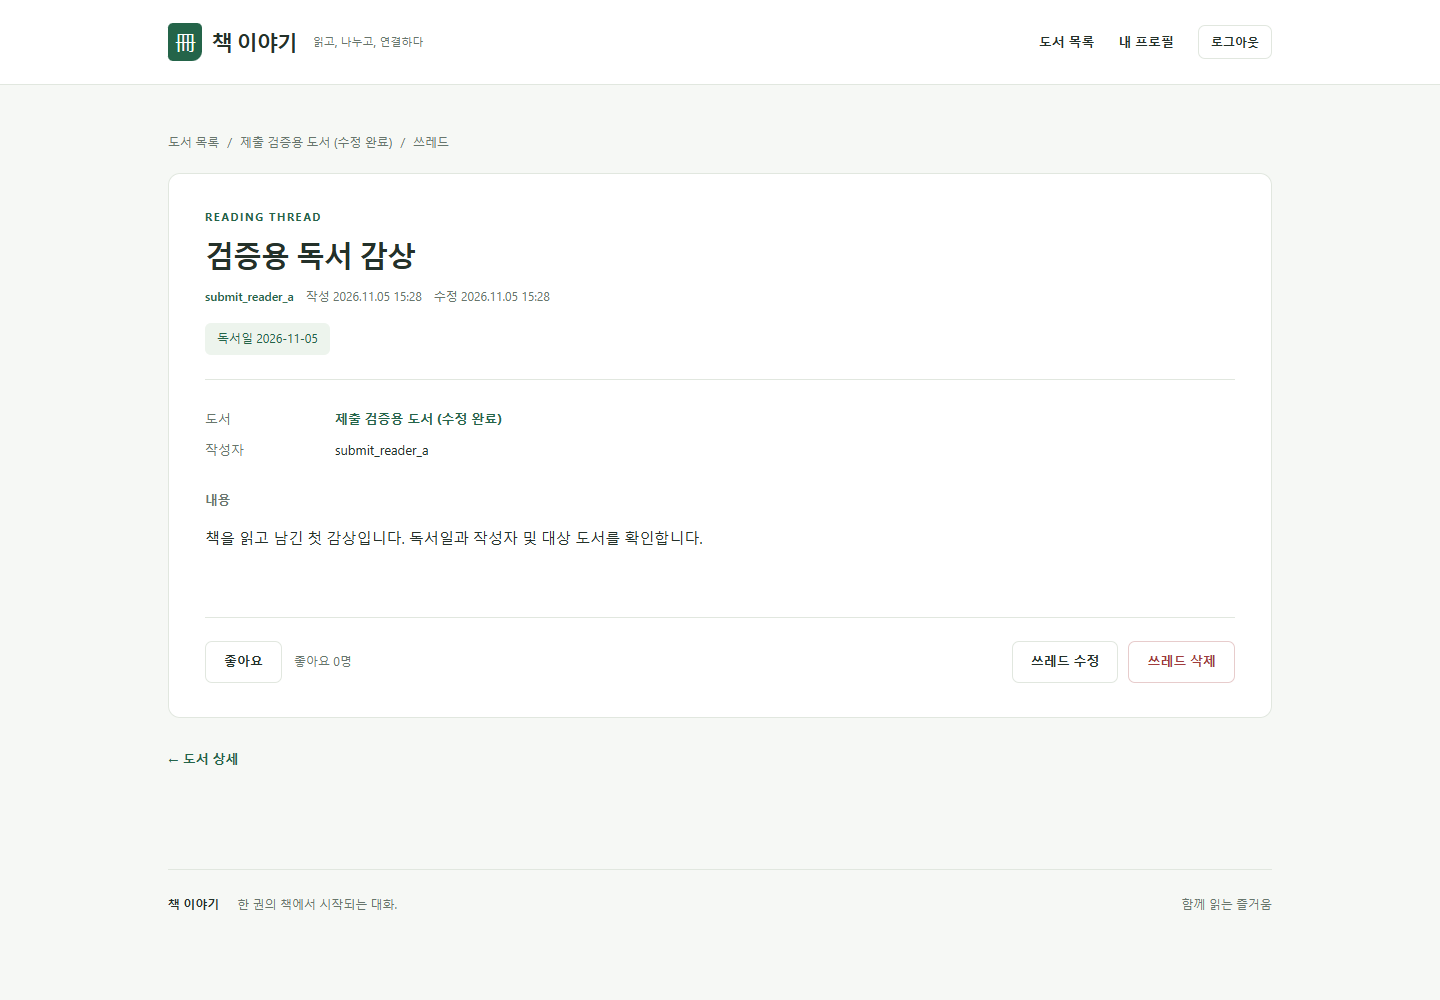 冊 책 이야기 읽고, 나누고, 연결하다 도서 목록 내 프로필 로그아웃
도서 목록 / 제출 검증용 도서 (수정 완료) / 쓰레드
READING THREAD
검증용 독서 감상
submit_reader_a 작성 2026.11.05 15:28 수정 2026.11.05 15:28
독서일 2026-11-05
도서 제출 검증용 도서 (수정 완료)
작성자 submit_reader_a
내용
책을 읽고 남긴 첫 감상입니다. 독서일과 작성자 및 대상 도서를 확인합니다.
좋아요 좋아요 0명 쓰레드 수정 쓰레드 삭제
← 도서 상세
책 이야기 한 권의 책에서 시작되는 대화. 함께 읽는 즐거움